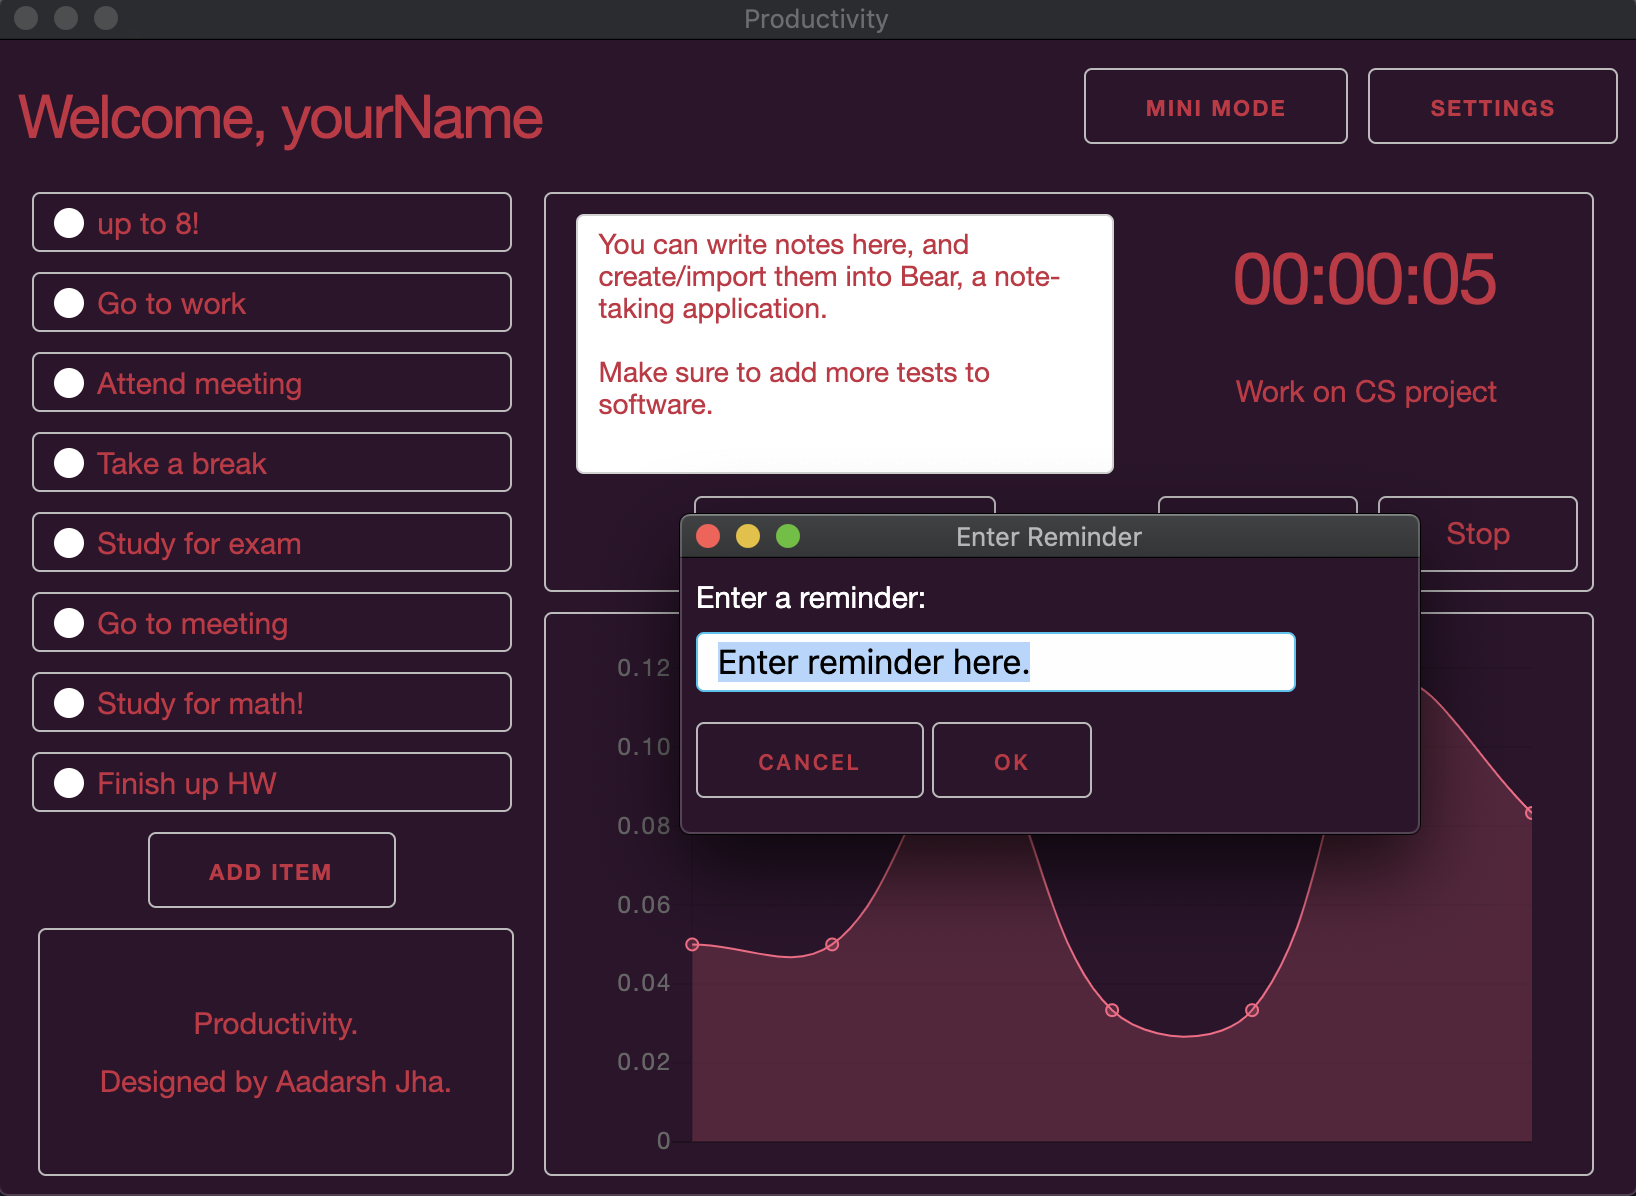 Productivity
Welcome, yourName
MINI MODE
SETTINGS
up to 8!
Go to work
Attend meeting
Take a break
Study for exam
Go to meeting
Study for math!
Finish up HW
ADD ITEM
Productivity.
Designed by Aadarsh Jha.
You can write notes here, and
create/import them into Bear, a note-
taking application.
Make sure to add more tests to
software.
00:00:05
Work on CS project
Stop
Enter Reminder
Enter a reminder:
Enter reminder here.
CANCEL
OK
0.12
0.10
0.08
0.06
0.04
0.02
0